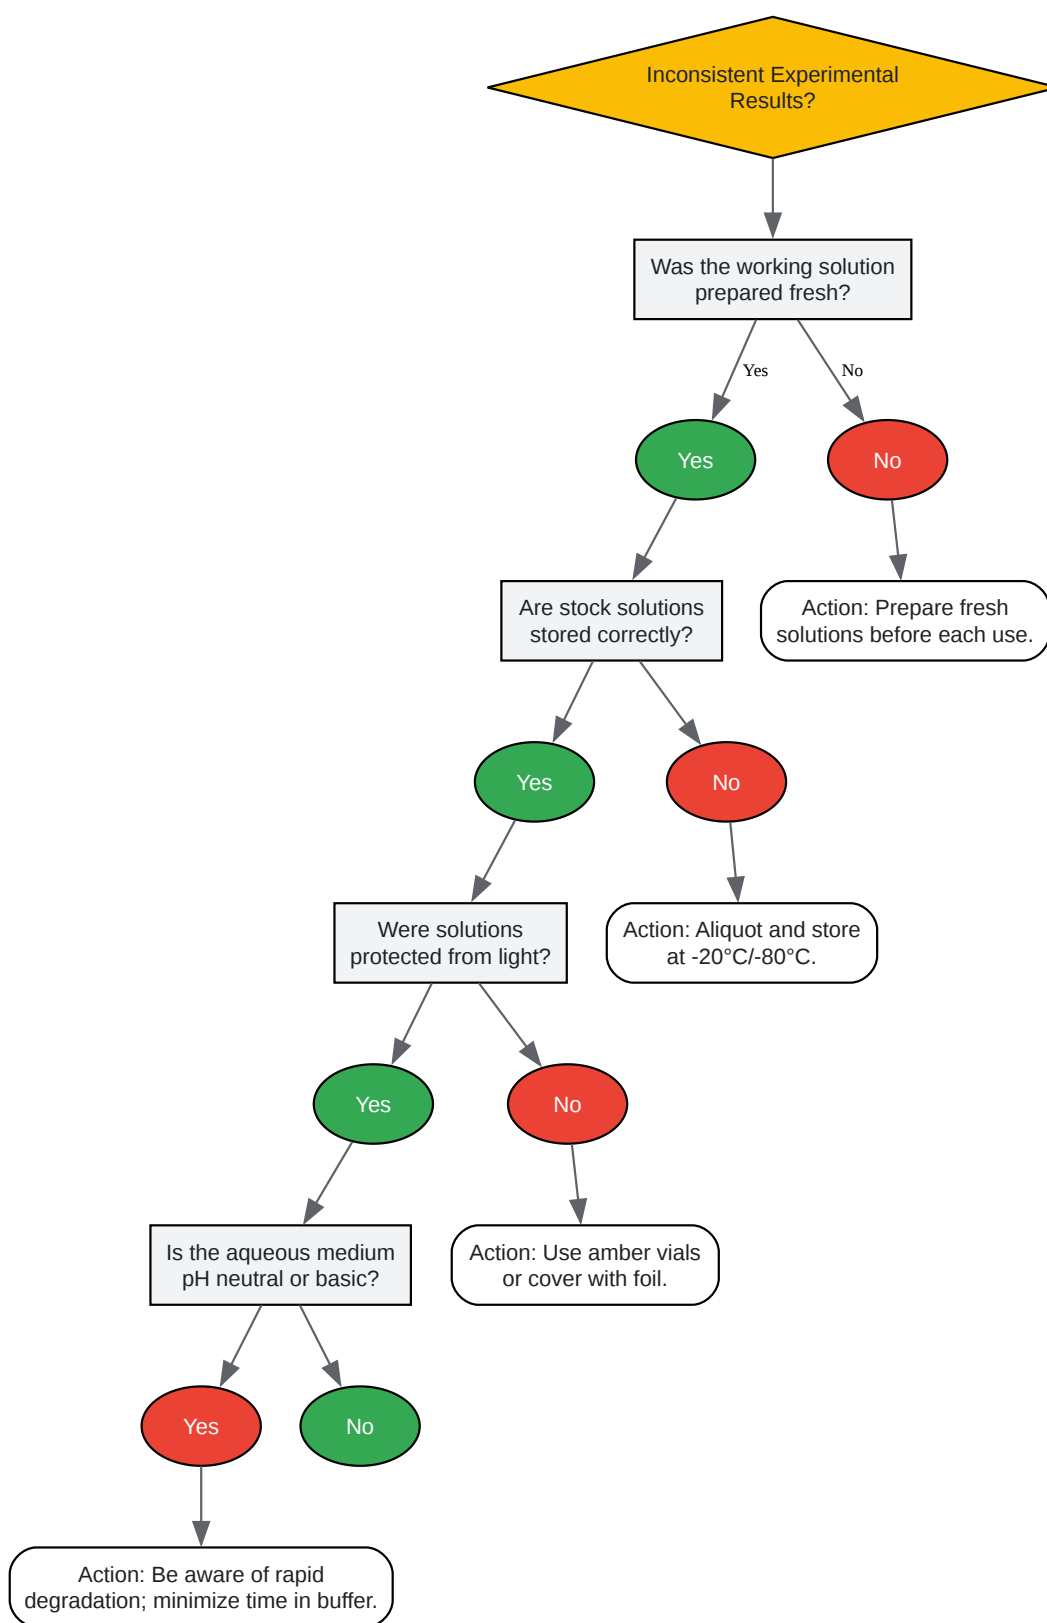 Inconsistent Experimental
Results?
Was the working solution
prepared fresh?
Yes
No
Yes
No
Are stock solutions
stored correctly?
Action: Prepare fresh
solutions before each use.
Yes
No
Were solutions
protected from light?
Action: Aliquot and store
at -20°C/-80°C.
Yes
No
Is the aqueous medium
pH neutral or basic?
Action: Use amber vials
or cover with foil.
Yes
No
Action: Be aware of rapid
degradation; minimize time in buffer.